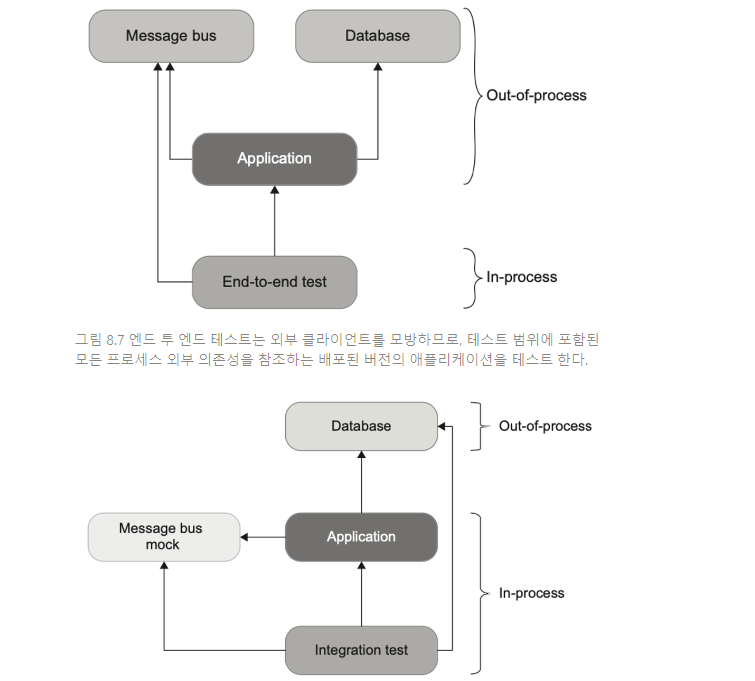 Message bus
Database
Out-of-process
Application
End-to-end test
In-process
그림 8.7 엔드 투 엔드 테스트는 외부 클라이언트를 모방하므로, 테스트 범위에 포함된
모든 프로세스 외부 의존성을 참조하는 배포된 버전의 애플리케이션을 테스트 한다.
Database
Out-of-process
Message bus
mock
Application
In-process
Integration test